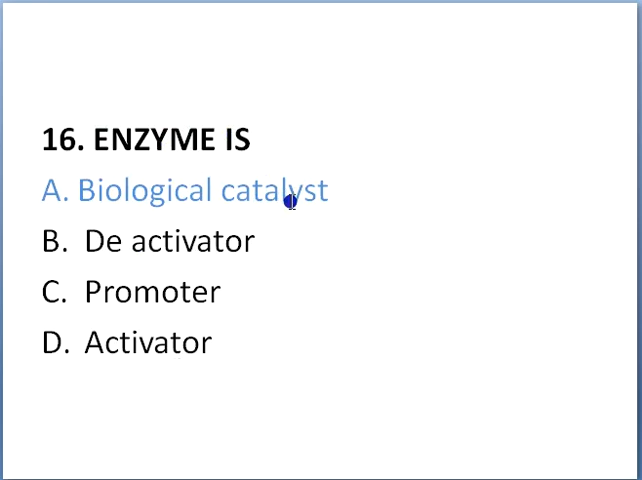 16. ENZYME IS
A. Biological catalyst
B. De activator
C. Promoter
D. Activator